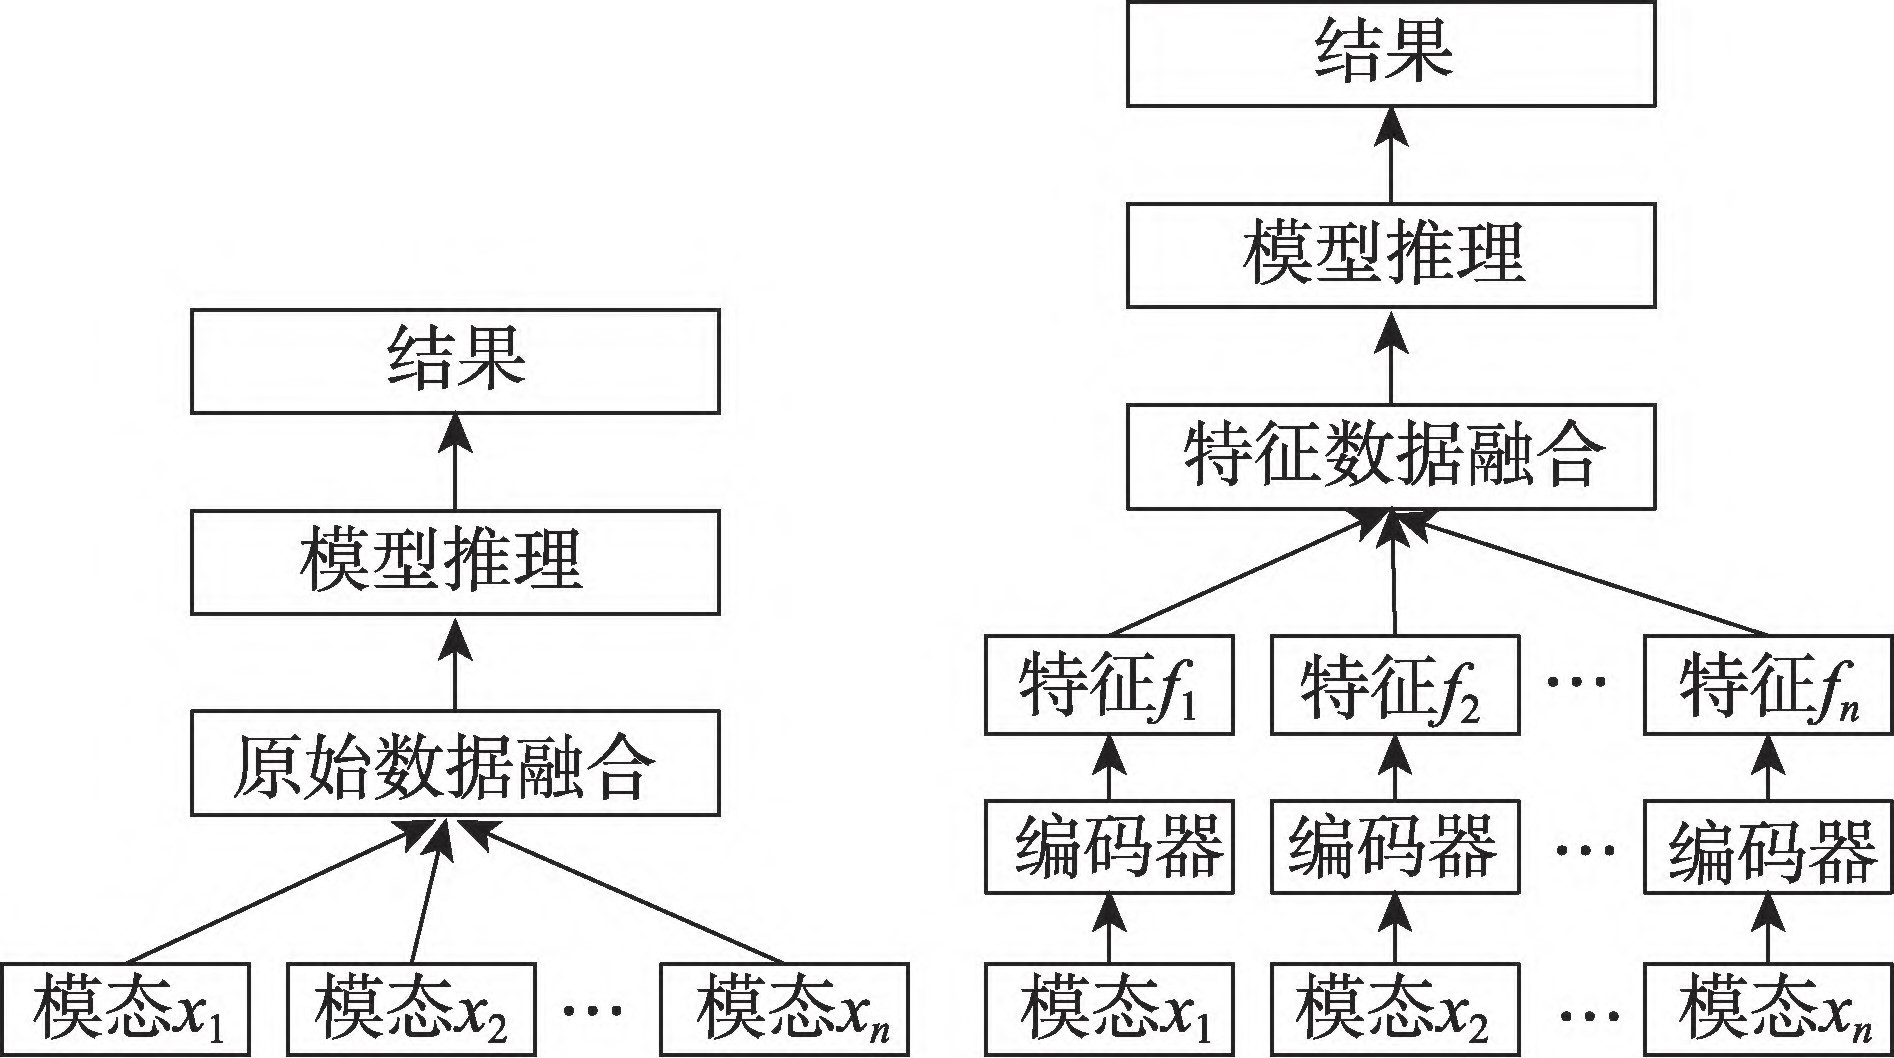 结果
模型推理
原始数据融合
模态x1 模态x2 … 模态xn
结果
模型推理
特征数据融合
特征f1 特征f2 … 特征fn
编码器 编码器 … 编码器
模态x1 模态x2 … 模态xn